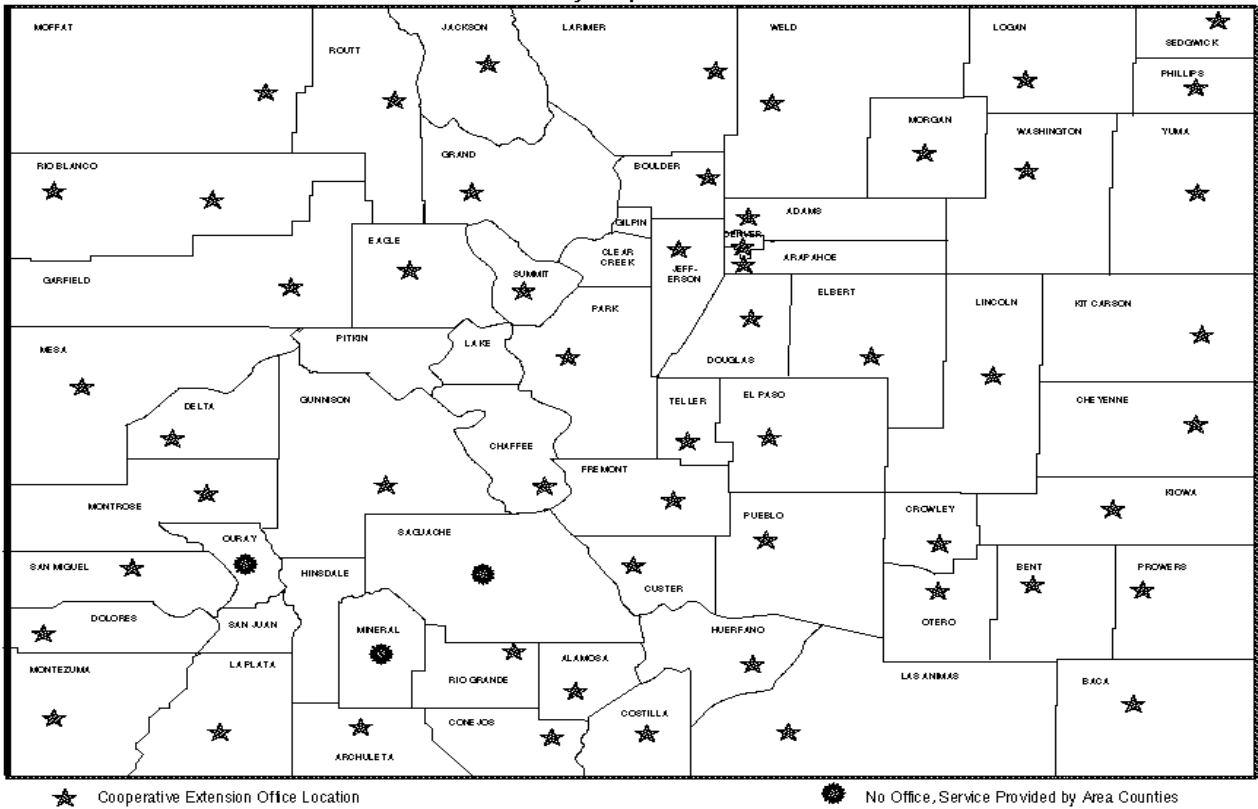 MOFFAT
ROUTT
JACKSON
LARIMER
WELD
LOGAN
SEDGWICK
PHILLIPS
MORGAN
WASHINGTON
YUMA
RIO BLANCO
GRAND
BOULDER
GILPIN
ADAMS
DENVER
EAGLE
CLEAR
CREEK
JEFF-
ERSON
ARAPAHOE
GARFIELD
SUMMIT
PARK
ELBERT
LINCOLN
KIT CARSON
MESA
PITKIN
LAKE
DOUGLAS
DELTA
GUNNISON
TELLER
EL PASO
CHEYENNE
CHAFFEE
FREMONT
MONTROSE
KIOWA
PUEBLO
CROWLEY
OURAY
SAGUACHE
SAN MIGUEL
HINSDALE
CUSTER
BENT
PROWERS
DOLORES
SAN JUAN
MINERAL
HUERFANO
OTERO
MONTEZUMA
LA PLATA
RIO GRANDE
ALAMOSA
LAS ANIMAS
BACA
CONEJOS
COSTILLA
ARCHULETA
Cooperative Extension Office Location
No Office, Service Provided by Area Counties